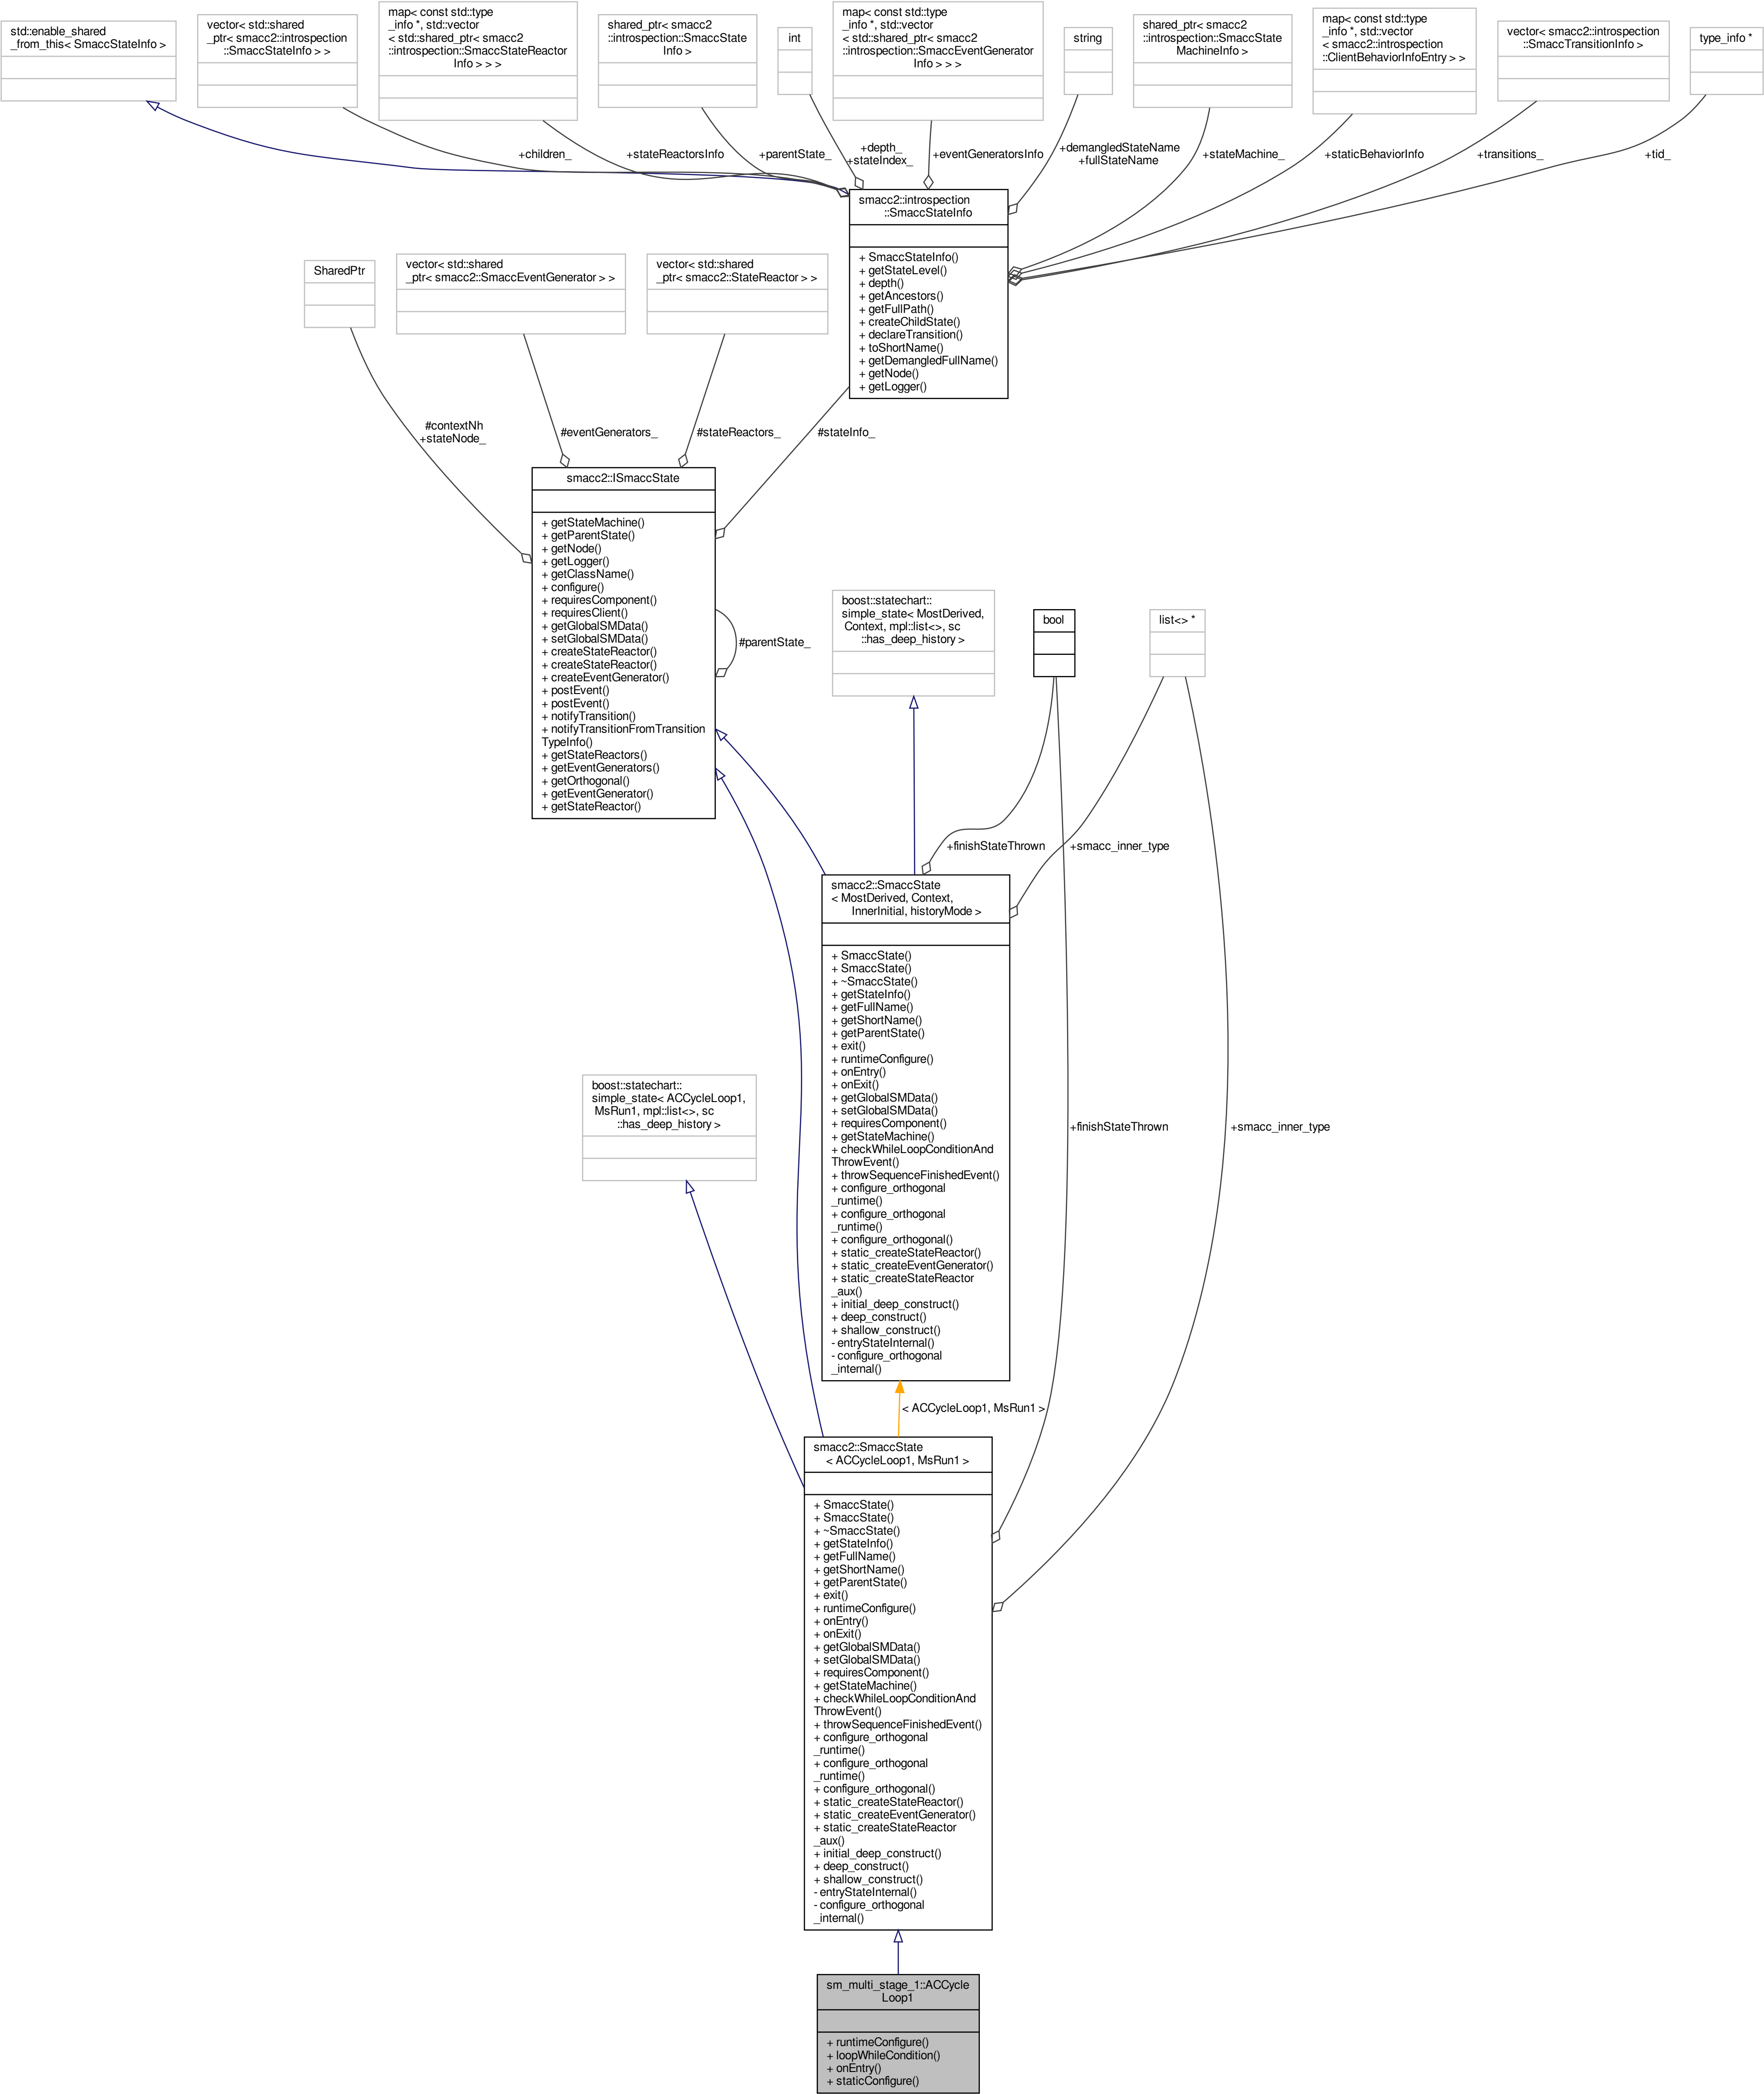 std::enable_shared
_from_this< SmaccStateInfo >
vector< std::shared
_ptr< smacc2::introspection
::SmaccStateInfo > >
map< const std::type
_info *, std::vector
< std::shared_ptr< smacc2
::introspection::SmaccStateReactor
Info > > >
shared_ptr< smacc2
::introspection::SmaccState
Info >
int
map< const std::type
_info *, std::vector
< std::shared_ptr< smacc2
::introspection::SmaccEventGenerator
Info > > >
string
shared_ptr< smacc2
::introspection::SmaccState
MachineInfo >
map< const std::type
_info *, std::vector
< smacc2::introspection
::ClientBehaviorInfoEntry > >
vector< smacc2::introspection
::SmaccTransitionInfo >
type_info *
+children_
+stateReactorsInfo
+parentState_
+depth_
+stateIndex_
+eventGeneratorsInfo
+demangledStateName
+fullStateName
+stateMachine_
+staticBehaviorInfo
+transitions_
+tid_
smacc2::introspection
::SmaccStateInfo
+ SmaccStateInfo()
+ getStateLevel()
+ depth()
+ getAncestors()
+ getFullPath()
+ createChildState()
+ declareTransition()
+ toShortName()
+ getDemangledFullName()
+ getNode()
+ getLogger()
SharedPtr
vector< std::shared
_ptr< smacc2::SmaccEventGenerator > >
vector< std::shared
_ptr< smacc2::StateReactor > >
#contextNh
+stateNode_
#eventGenerators_
#stateReactors_
#stateInfo_
smacc2::ISmaccState
+ getStateMachine()
+ getParentState()
+ getNode()
+ getLogger()
+ getClassName()
+ configure()
+ requiresComponent()
+ requiresClient()
+ getGlobalSMData()
+ setGlobalSMData()
+ createStateReactor()
+ createStateReactor()
+ createEventGenerator()
+ postEvent()
+ postEvent()
+ notifyTransition()
+ notifyTransitionFromTransition
TypeInfo()
+ getStateReactors()
+ getEventGenerators()
+ getOrthogonal()
+ getEventGenerator()
+ getStateReactor()
#parentState_
boost::statechart::
simple_state< MostDerived,
Context, mpl::list<>, sc
::has_deep_history >
bool
list<> *
+finishStateThrown
+smacc_inner_type
smacc2::SmaccState
< MostDerived, Context,
InnerInitial, historyMode >
+ SmaccState()
+ SmaccState()
+ ~SmaccState()
+ getStateInfo()
+ getFullName()
+ getShortName()
+ getParentState()
+ exit()
+ runtimeConfigure()
+ onEntry()
+ onExit()
+ getGlobalSMData()
+ setGlobalSMData()
+ requiresComponent()
+ getStateMachine()
+ checkWhileLoopConditionAnd
ThrowEvent()
+ throwSequenceFinishedEvent()
+ configure_orthogonal
_runtime()
+ configure_orthogonal
_runtime()
+ configure_orthogonal()
+ static_createStateReactor()
+ static_createEventGenerator()
+ static_createStateReactor
_aux()
+ initial_deep_construct()
+ deep_construct()
+ shallow_construct()
- entryStateInternal()
- configure_orthogonal
_internal()
boost::statechart::
simple_state< ACCycleLoop1,
MsRun1, mpl::list<>, sc
::has_deep_history >
+finishStateThrown
+smacc_inner_type
< ACCycleLoop1, MsRun1 >
smacc2::SmaccState
< ACCycleLoop1, MsRun1 >
+ SmaccState()
+ SmaccState()
+ ~SmaccState()
+ getStateInfo()
+ getFullName()
+ getShortName()
+ getParentState()
+ exit()
+ runtimeConfigure()
+ onEntry()
+ onExit()
+ getGlobalSMData()
+ setGlobalSMData()
+ requiresComponent()
+ getStateMachine()
+ checkWhileLoopConditionAnd
ThrowEvent()
+ throwSequenceFinishedEvent()
+ configure_orthogonal
_runtime()
+ configure_orthogonal
_runtime()
+ configure_orthogonal()
+ static_createStateReactor()
+ static_createEventGenerator()
+ static_createStateReactor
_aux()
+ initial_deep_construct()
+ deep_construct()
+ shallow_construct()
- entryStateInternal()
- configure_orthogonal
_internal()
sm_multi_stage_1::ACCycle
Loop1
+ runtimeConfigure()
+ loopWhileCondition()
+ onEntry()
+ staticConfigure()